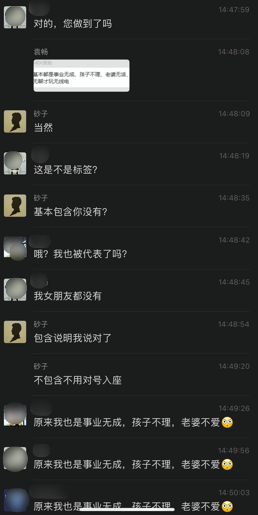 14:47:59
对的，您做到了吗
袁畅 14:48:08
基本都是事业无成，孩子不理，老婆无感，
无聊才玩无线电
砂子 14:48:09
当然
14:48:19
这是不是标签？
砂子 14:48:35
基本包含你没有？
14:48:42
哦？我也被代表了吗？
14:48:45
我女朋友都没有
砂子 14:48:54
包含说明我说对了
砂子 14:49:20
不包含不用对号入座
14:49:26
原来我也是事业无成，孩子不理，老婆不爱🙄
14:49:56
原来我也是事业无成，孩子不理，老婆不爱🙄
14:50:03
原来我也是事业无成，孩子不理，老婆不爱🙄